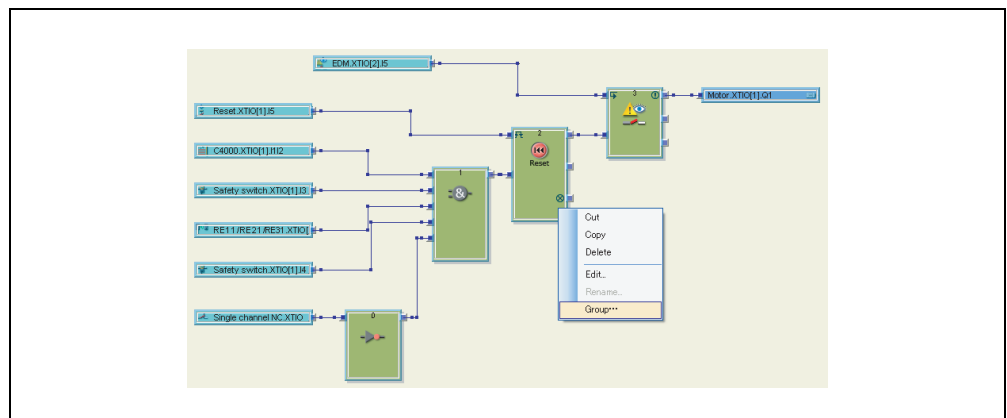 EDM.XTIO[2].I5
3
Motor.XTIO[1].Q1
Reset.XTIO[1].I5
2
Reset
C4000.XTIO[1].I1I2
1
&
Safety switch.XTIO[1].I3
RE11/RE21/RE31.XTIO[
Safety switch.XTIO[1].I4
Single channel NC.XTIO
0
Cut
Copy
Delete
Edit...
Rename...
Group...